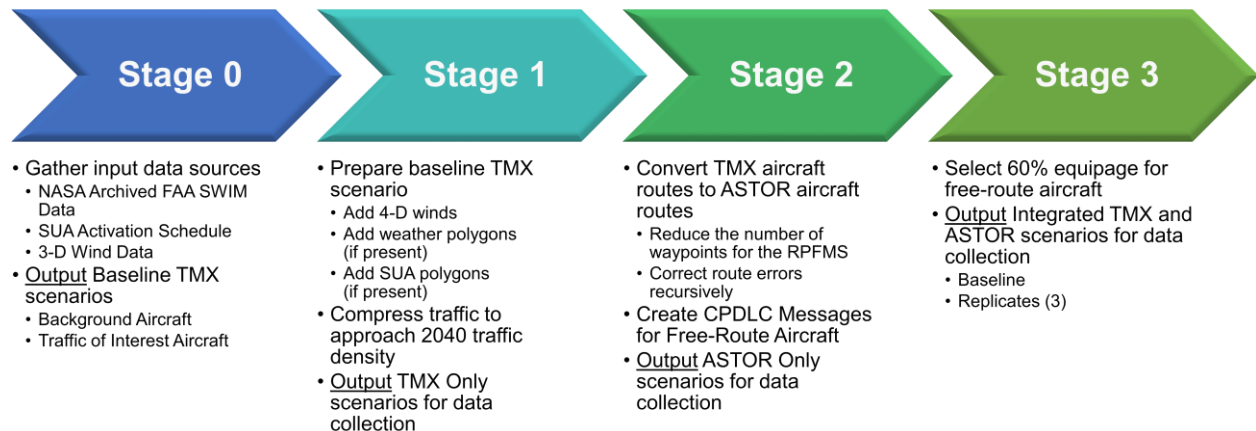 Stage 0
• Gather input data sources
• NASA Archived FAA SWIM
Data
• SUA Activation Schedule
• 3-D Wind Data
• Output Baseline TMX
scenarios
• Background Aircraft
• Traffic of Interest Aircraft
Stage 1
• Prepare baseline TMX
scenario
• Add 4-D winds
• Add weather polygons
(if present)
• Add SUA polygons
(if present)
• Compress traffic to
approach 2040 traffic
density
• Output TMX Only
scenarios for data
collection
Stage 2
• Convert TMX aircraft
routes to ASTOR aircraft
routes
• Reduce the number of
waypoints for the RPFMS
• Correct route errors
recursively
• Create CPDLC Messages
for Free-Route Aircraft
• Output ASTOR Only
scenarios for data
collection
Stage 3
• Select 60% equipage for
free-route aircraft
• Output Integrated TMX and
ASTOR scenarios for data
collection
• Baseline
• Replicates (3)